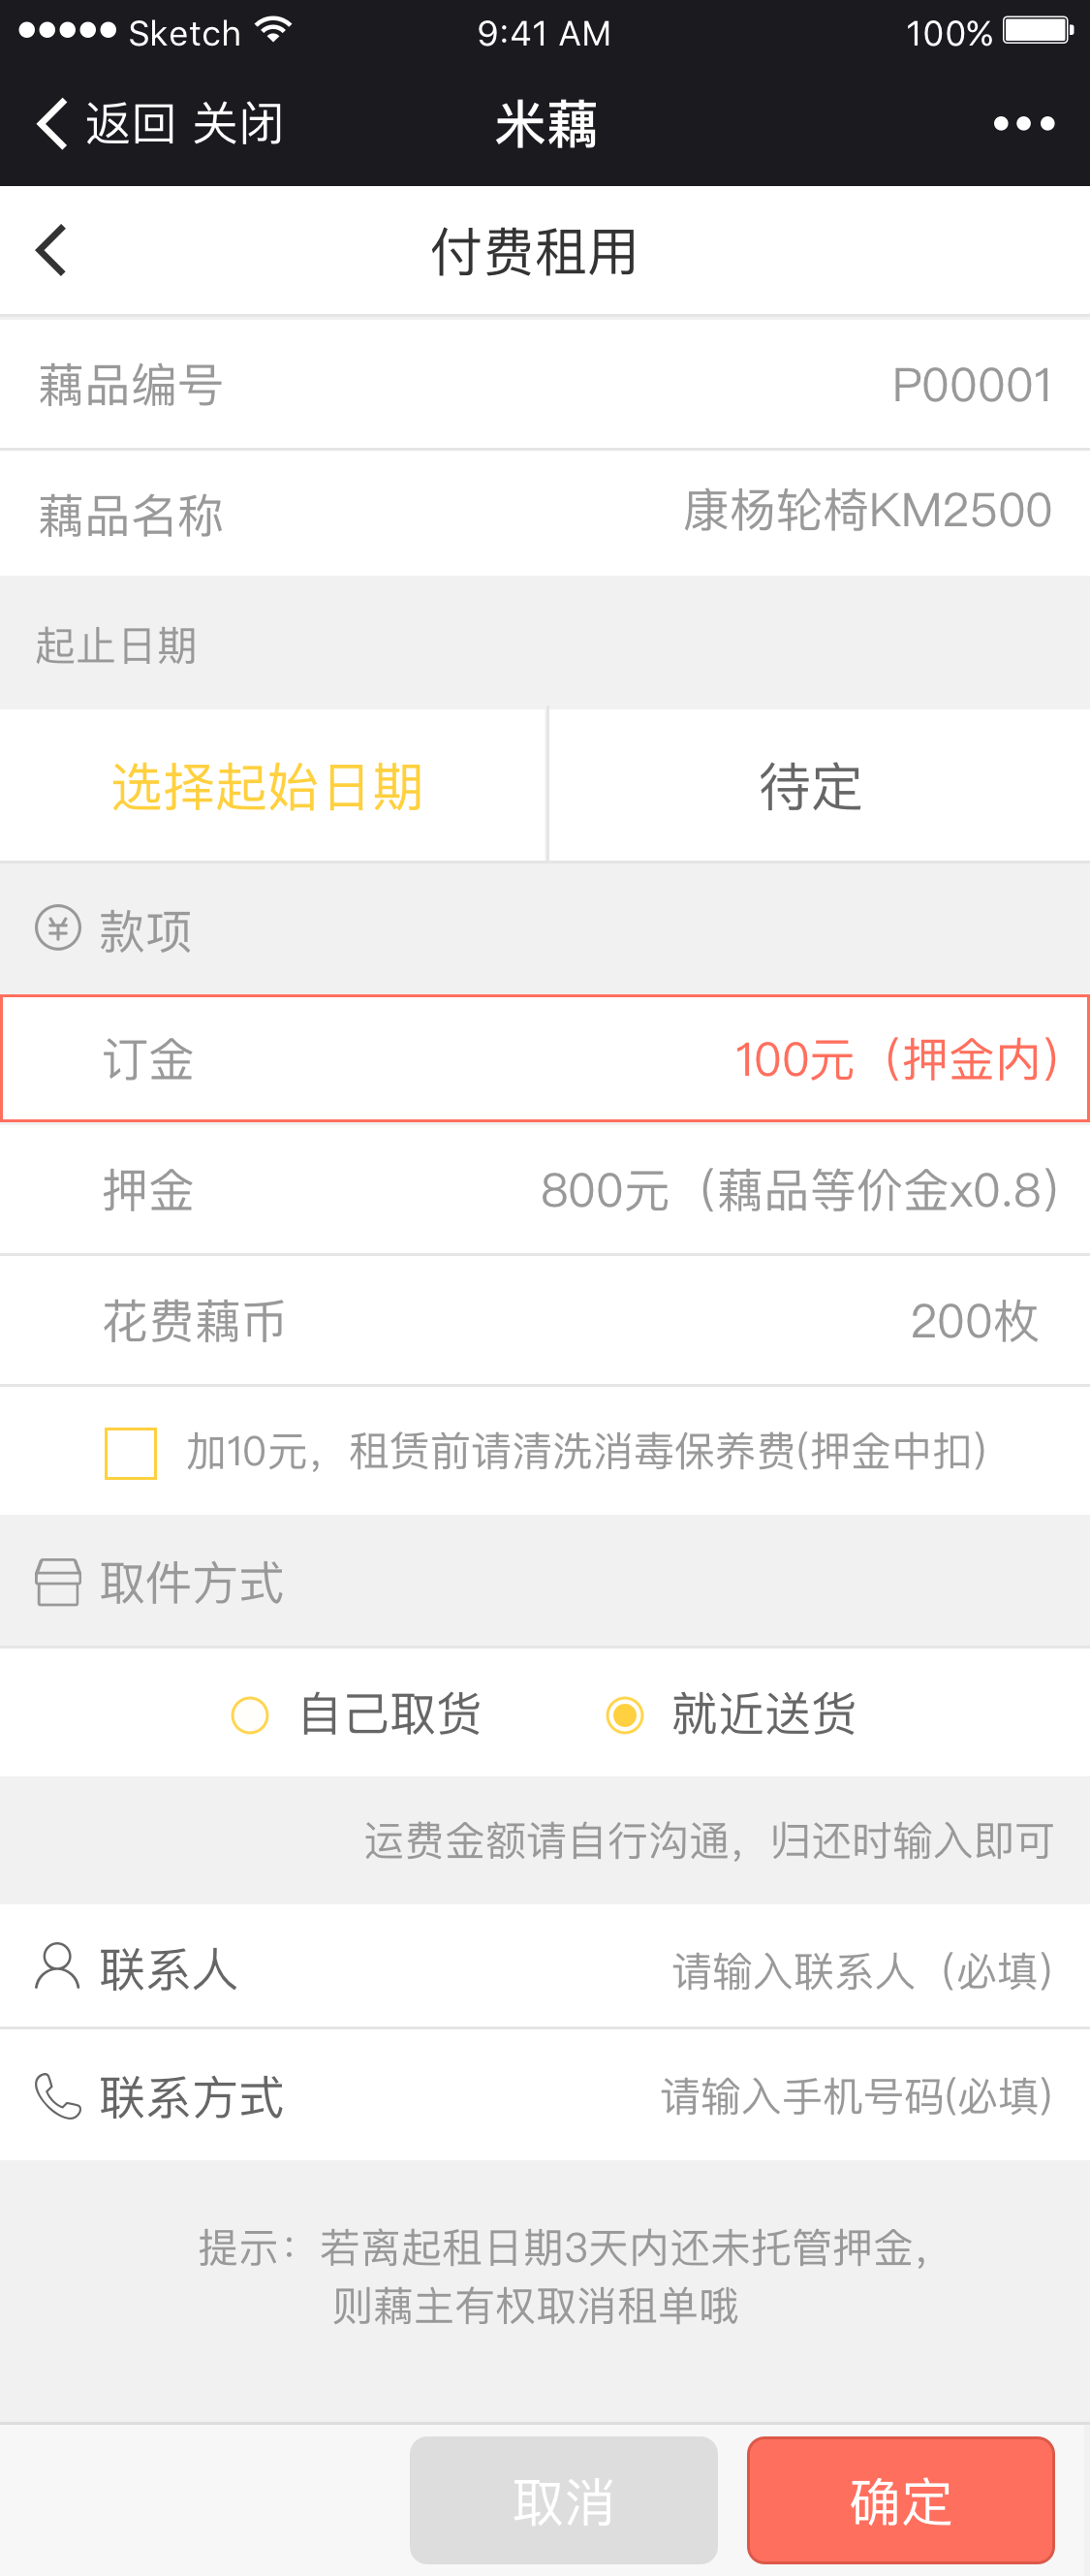 ●●●●● Sketch 9:41 AM 100%
返回 关闭 米藕 •••
付费租用
藕品编号 P00001
藕品名称 康杨轮椅KM2500
起止日期
选择起始日期 待定
款项
订金 100元（押金内）
押金 800元（藕品等价金x0.8）
花费藕币 200枚
加10元，租赁前请清洗消毒保养费(押金中扣)
取件方式
自己取货 就近送货
运费金额请自行沟通，归还时输入即可
联系人 请输入联系人（必填）
联系方式 请输入手机号码(必填)
提示：若离起租日期3天内还未托管押金，
则藕主有权取消租单哦
取消 确定